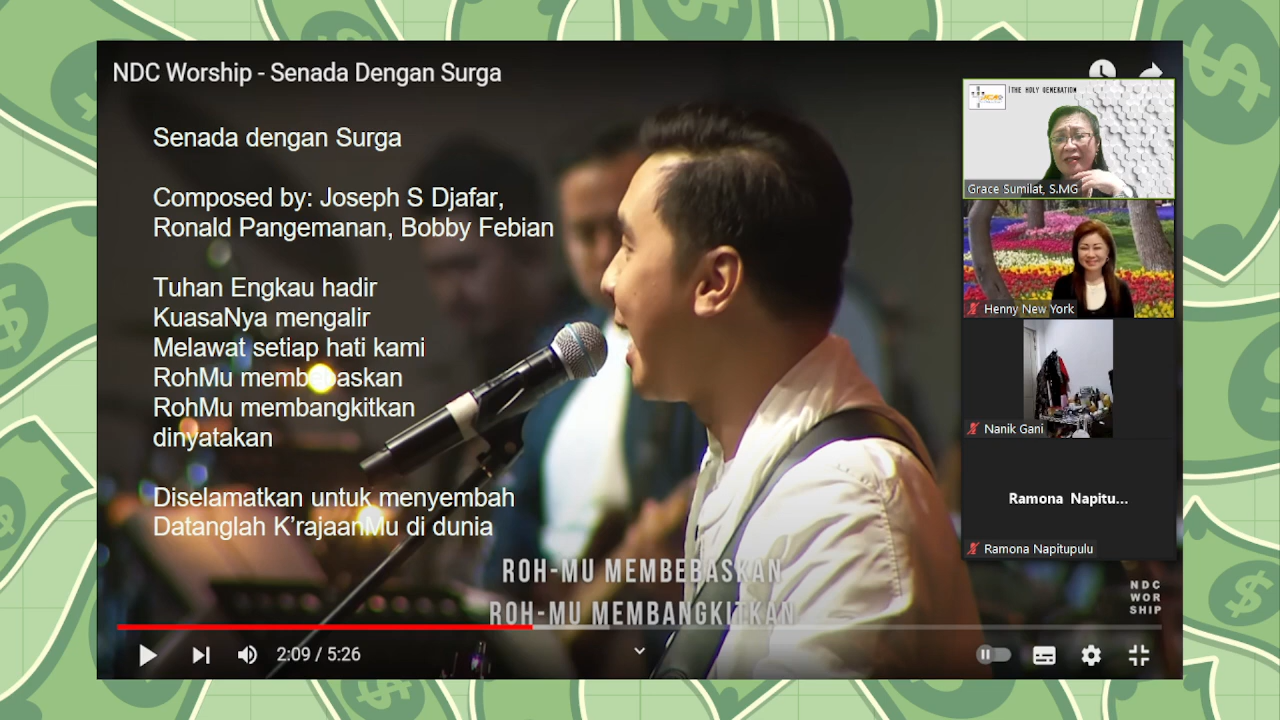 NDC Worship - Senada Dengan Surga
Senada dengan Surga
Composed by: Joseph S Djafar,
Ronald Pangemanan, Bobby Febian
Tuhan Engkau hadir
KuasaNya mengalir
Melawat setiap hati kami
RohMu membebaskan
RohMu membangkitkan
dinyatakan
Diselamatkan untuk menyembah
Datanglah K’rajaanMu di dunia
ROH-MU MEMBEBASKAN
ROH-MU MEMBANGKITKAN
2:09 / 5:26
THE HOLY GENERATION
Grace Sumilat, S.MG
Henny New York
Nanik Gani
Ramona Napitu...
Ramona Napitupulu
NDC
WOR
SHIP